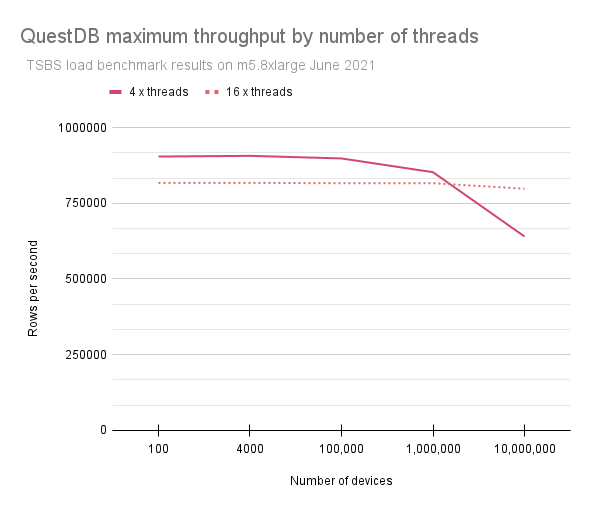 QuestDB maximum throughput by number of threads
TSBS load benchmark results on m5.8xlarge June 2021
4 x threads 16 x threads
1000000
750000
500000
250000
0
Rows per second
100 4000 100,000 1,000,000 10,000,000
Number of devices